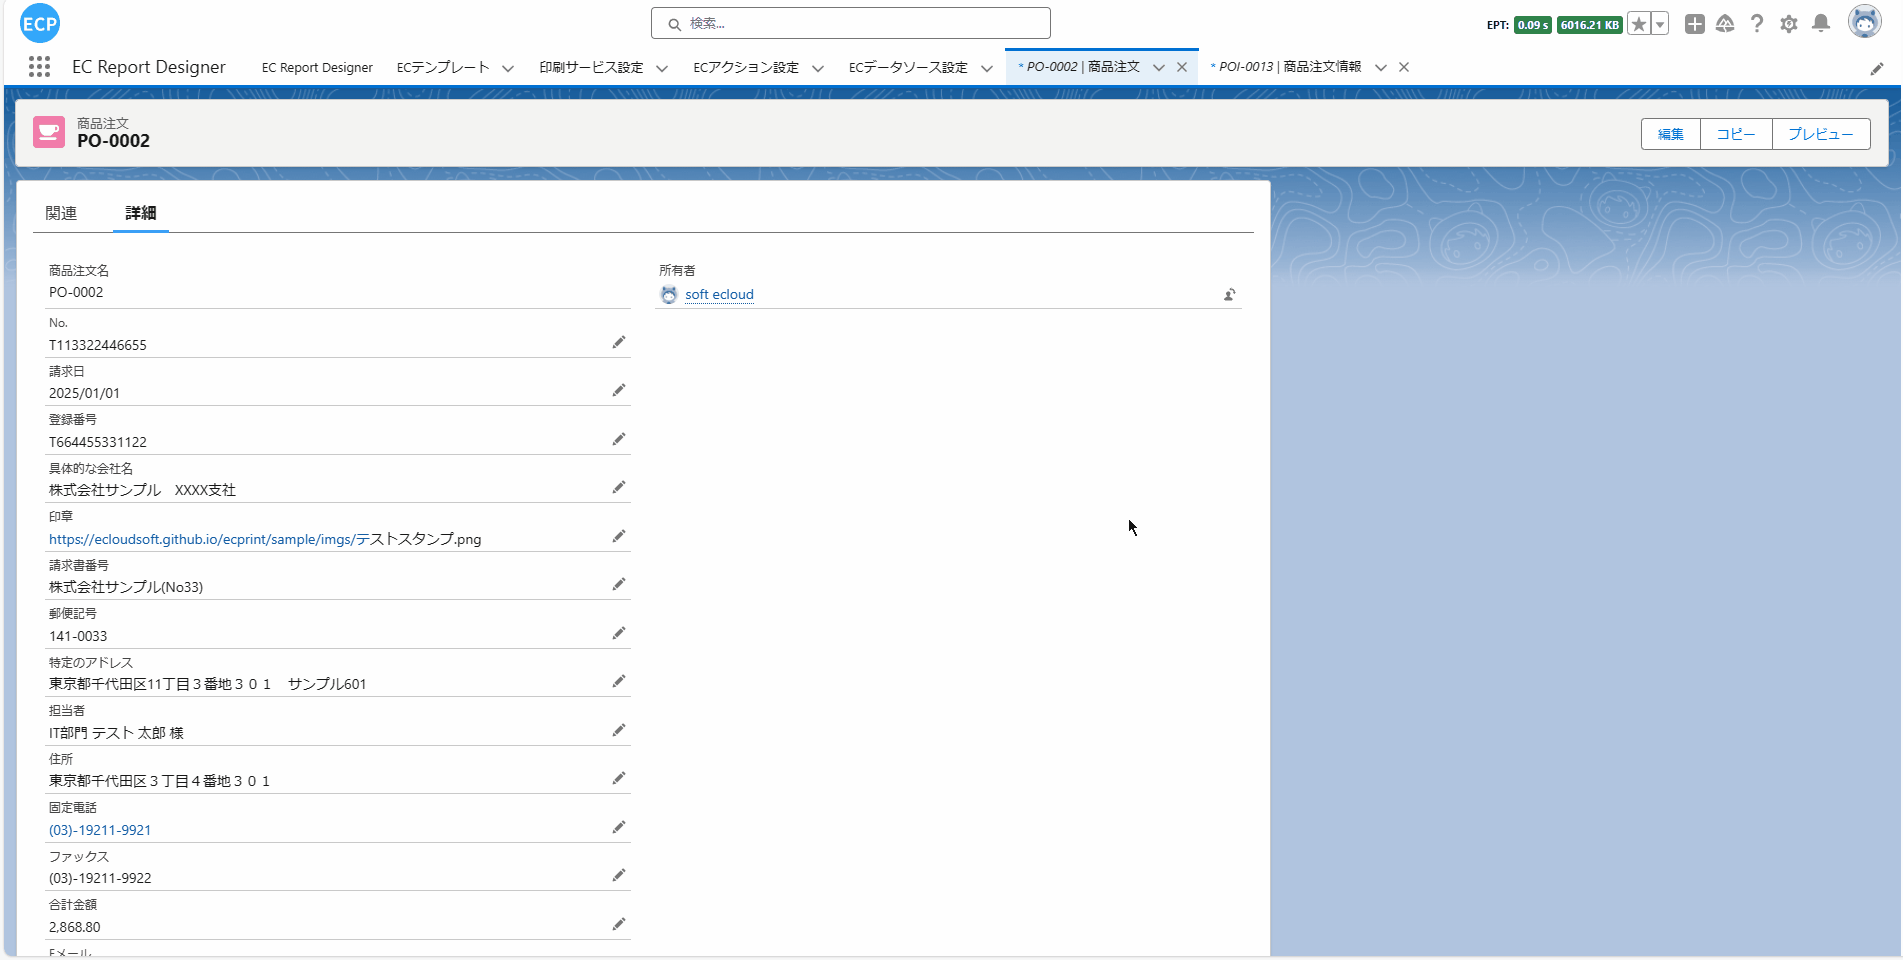 ECP
検索...
EPT: 0.09 s 6016.21 KB
EC Report Designer
EC Report Designer
ECテンプレート
印刷サービス設定
ECアクション設定
ECデータソース設定
* PO-0002 | 商品注文
* POI-0013 | 商品注文情報
商品注文
PO-0002
編集
コピー
プレビュー
関連
詳細
商品注文名
PO-0002
所有者
soft ecloud
No.
T113322446655
請求日
2025/01/01
登録番号
T664455331122
具体的な会社名
株式会社サンプル　XXXX支社
印章
https://ecloudsoft.github.io/ecprint/sample/imgs/テストスタンプ.png
請求書番号
株式会社サンプル(No33)
郵便記号
141-0033
特定のアドレス
東京都千代田区11丁目３番地３０１　サンプル601
担当者
IT部門 テスト 太郎 様
住所
東京都千代田区３丁目４番地３０１
固定電話
(03)-19211-9921
ファックス
(03)-19211-9922
合計金額
2,868.80
Eメール